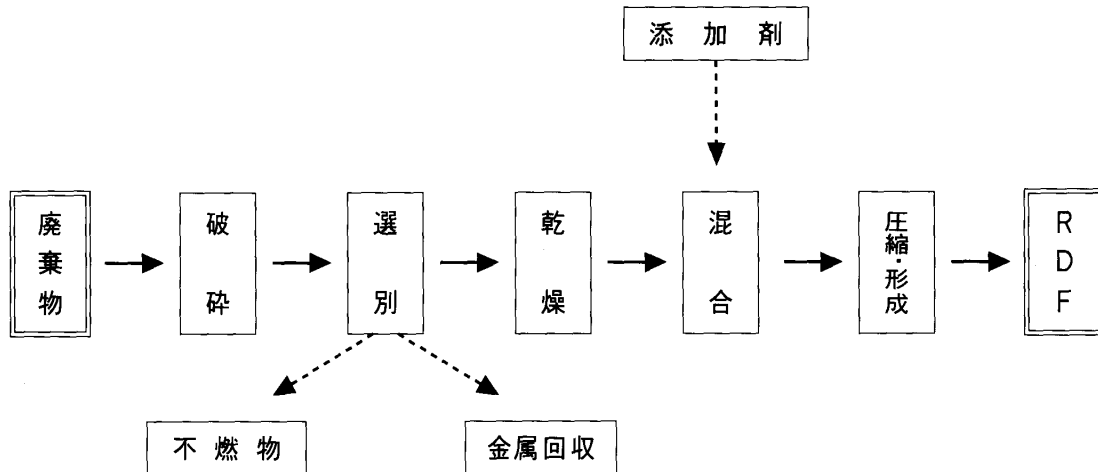 添加剤
廃棄物
破砕
選別
乾燥
混合
圧縮・形成
RDF
不燃物
金属回収